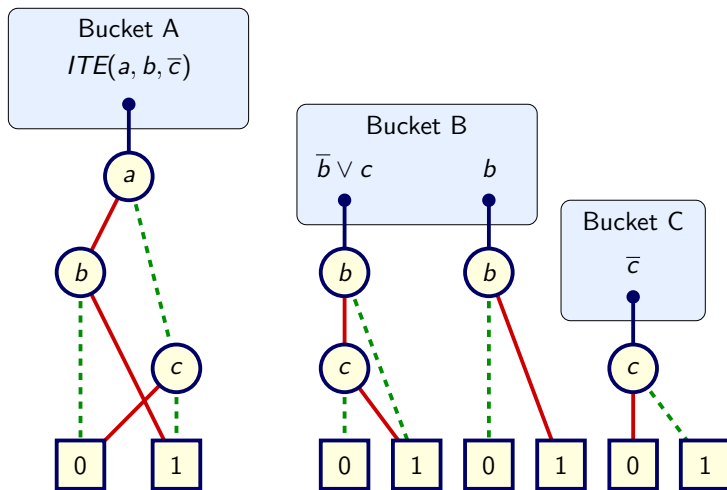 Bucket A
ITE(a, b, c̅)
a
b
c
0 1
Bucket B
b̅ ∨ c b
b b
c
0 1 0 1
Bucket C
c̅
c
0 1